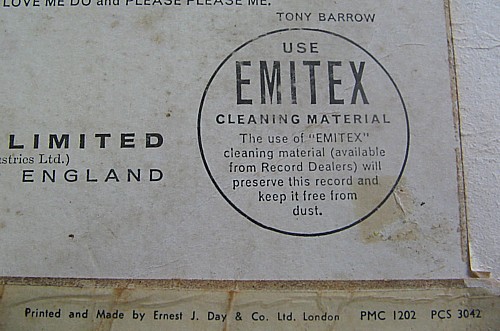 LOVE ME DO and PLEASE PLEASE ME.
TONY BARROW
USE
EMITEX
CLEANING MATERIAL
The use of "EMITEX"
cleaning material (available
from Record Dealers) will
preserve this record and
keep it free from
dust.
LIMITED
ustries Ltd.)
ENGLAND
Printed and Made by Ernest J. Day & Co. Ltd. London PMC 1202 PCS 3042